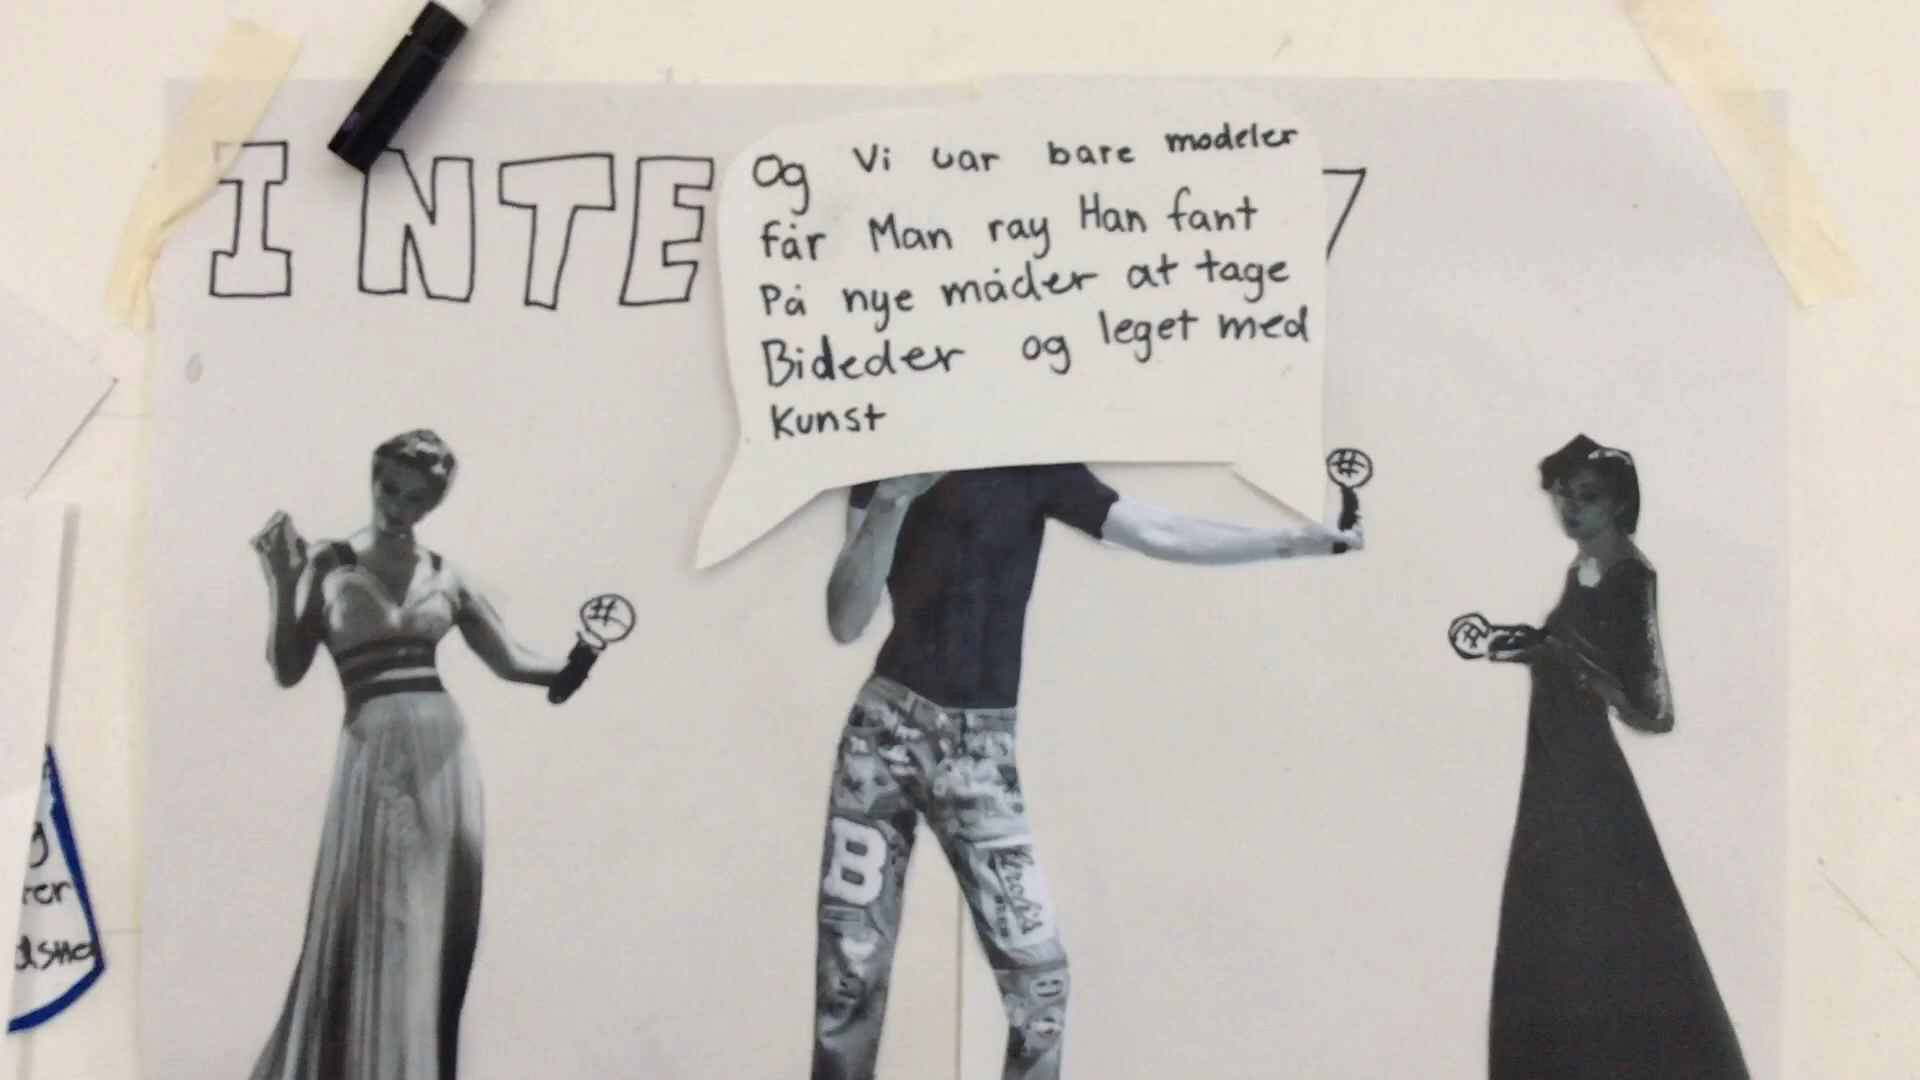 INTE
Og Vi var bare modeler
får Man ray Han fant
På nye måder at tage
Bideder og leget med
Kunst
#
#
#
8